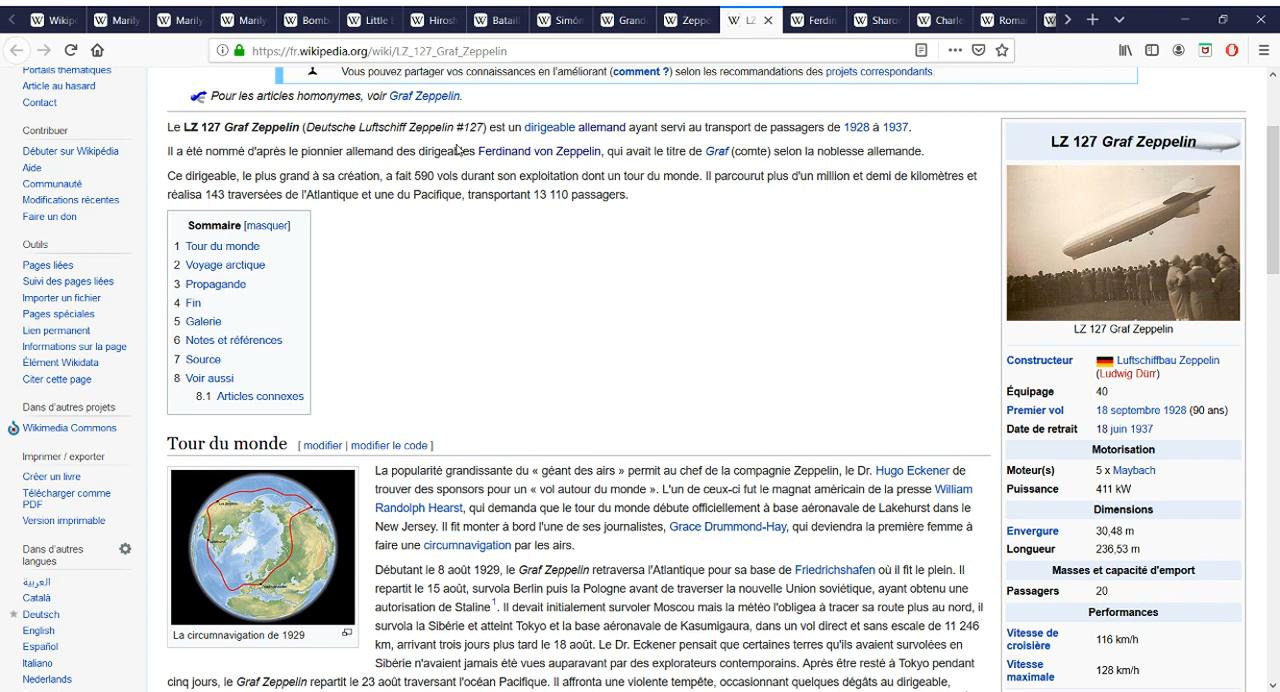 Wikip
Marily
Marily
Marily
Bomb
Little
Hirosh
Batail
Simón
Grand
Zeppe
LZ
Ferdin
Sharon
Charle
Roma
https://fr.wikipedia.org/wiki/LZ_127_Graf_Zeppelin
Portails thématiques
Article au hasard
Contact
Contribuer
Débuter sur Wikipédia
Aide
Communauté
Modifications récentes
Faire un don
Outils
Pages liées
Suivi des pages liées
Importer un fichier
Pages spéciales
Lien permanent
Informations sur la page
Élément Wikidata
Citer cette page
Dans d'autres projets
Wikimedia Commons
Imprimer / exporter
Créer un livre
Télécharger comme
PDF
Version imprimable
Dans d'autres
langues
العربية
Català
Deutsch
English
Español
Italiano
Nederlands
Vous pouvez partager vos connaissances en l'améliorant (comment ?) selon les recommandations des projets correspondants.
Pour les articles homonymes, voir Graf Zeppelin.
Le LZ 127 Graf Zeppelin (Deutsche Luftschiff Zeppelin #127) est un dirigeable allemand ayant servi au transport de passagers de 1928 à 1937.
Il a été nommé d'après le pionnier allemand des dirigeables Ferdinand von Zeppelin, qui avait le titre de Graf (comte) selon la noblesse allemande.
Ce dirigeable, le plus grand à sa création, a fait 590 vols durant son exploitation dont un tour du monde. Il parcourut plus d'un million et demi de kilomètres et
réalisa 143 traversées de l'Atlantique et une du Pacifique, transportant 13 110 passagers.
Sommaire [masquer]
1 Tour du monde
2 Voyage arctique
3 Propagande
4 Fin
5 Galerie
6 Notes et références
7 Source
8 Voir aussi
8.1 Articles connexes
Tour du monde [ modifier | modifier le code ]
La circumnavigation de 1929
La popularité grandissante du « géant des airs » permit au chef de la compagnie Zeppelin, le Dr. Hugo Eckener de
trouver des sponsors pour un « vol autour du monde ». L'un de ceux-ci fut le magnat américain de la presse William
Randolph Hearst, qui demanda que le tour du monde débute officiellement à base aéronavale de Lakehurst dans le
New Jersey. Il fit monter à bord l'une de ses journalistes, Grace Drummond-Hay, qui deviendra la première femme à
faire une circumnavigation par les airs.
Débutant le 8 août 1929, le Graf Zeppelin retraversa l'Atlantique pour sa base de Friedrichshafen où il fit le plein. Il
repartit le 15 août, survola Berlin puis la Pologne avant de traverser la nouvelle Union soviétique, ayant obtenu une
autorisation de Staline1. Il devait initialement survoler Moscou mais la météo l'obligea à tracer sa route plus au nord, il
survola la Sibérie et atteint Tokyo et la base aéronavale de Kasumigaura, dans un vol direct et sans escale de 11 246
km, arrivant trois jours plus tard le 18 août. Le Dr. Eckener pensait que certaines terres qu'ils avaient survolées en
Sibérie n'avaient jamais été vues auparavant par des explorateurs contemporains. Après être resté à Tokyo pendant
cinq jours, le Graf Zeppelin repartit le 23 août traversant l'océan Pacifique. Il affronta une violente tempête, occasionnant quelques dégâts au dirigeable,
LZ 127 Graf Zeppelin
LZ 127 Graf Zeppelin
Constructeur Luftschiffbau Zeppelin
(Ludwig Dürr)
Équipage 40
Premier vol 18 septembre 1928 (90 ans)
Date de retrait 18 juin 1937
Motorisation
Moteur(s) 5 x Maybach
Puissance 411 kW
Dimensions
Envergure 30,48 m
Longueur 236,53 m
Masses et capacité d'emport
Passagers 20
Performances
Vitesse de
croisière 116 km/h
Vitesse
maximale 128 km/h